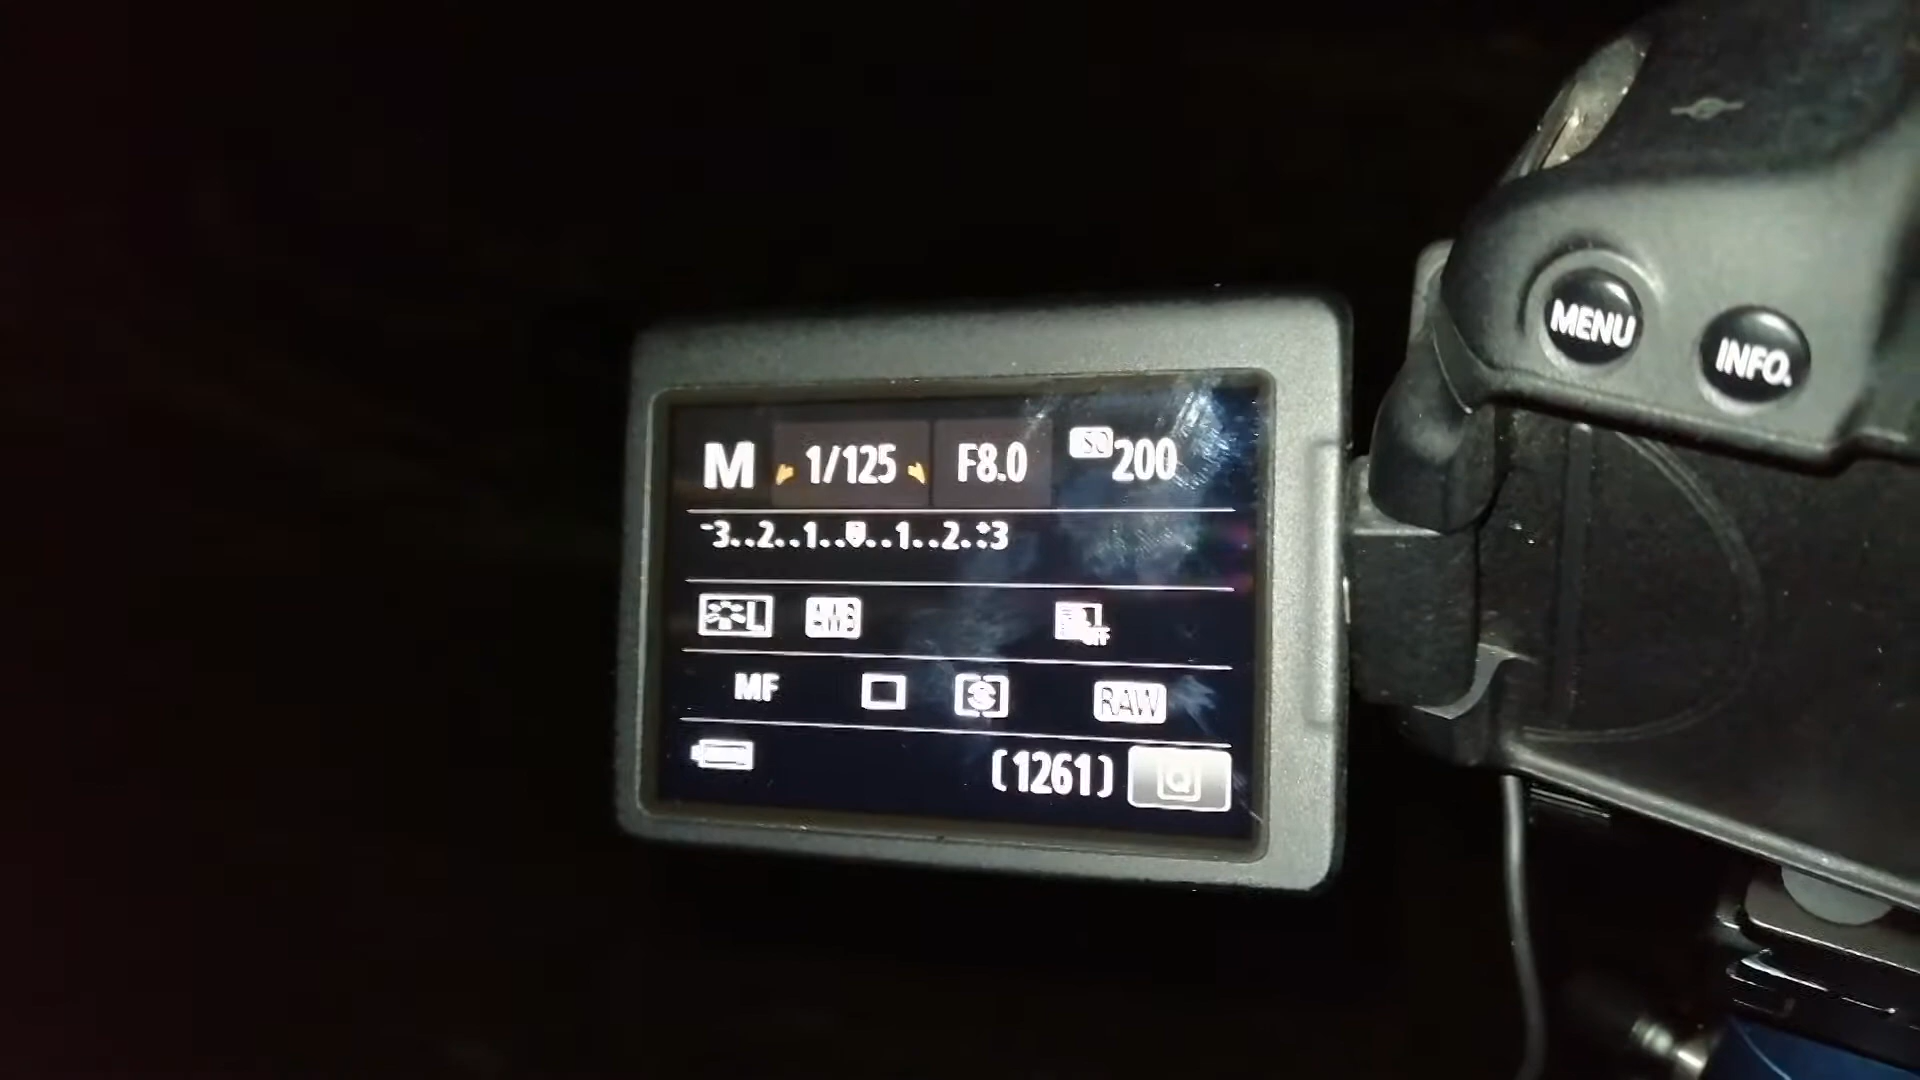 MENU
INFO.
M 1/125 F8.0 ISO 200
-3..2..1..0..1..2.:+3
L AWB OFF
MF S RAW
(1261) Q